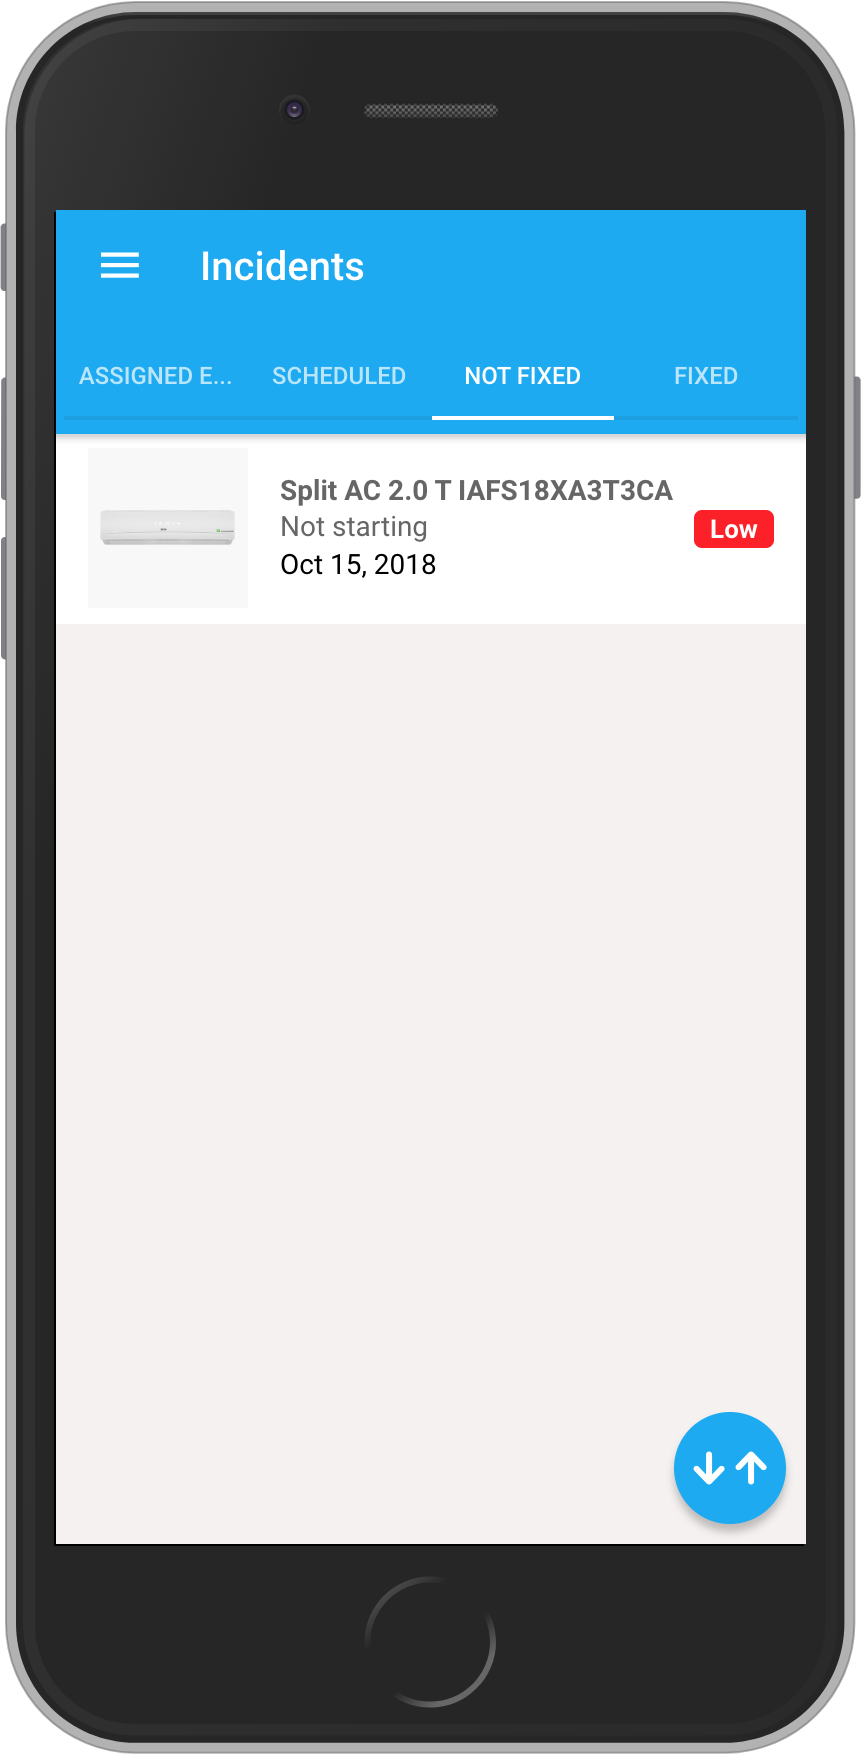 Incidents
ASSIGNED E...
SCHEDULED
NOT FIXED
FIXED
Split AC 2.0 T IAFS18XA3T3CA
Not starting
Low
Oct 15, 2018